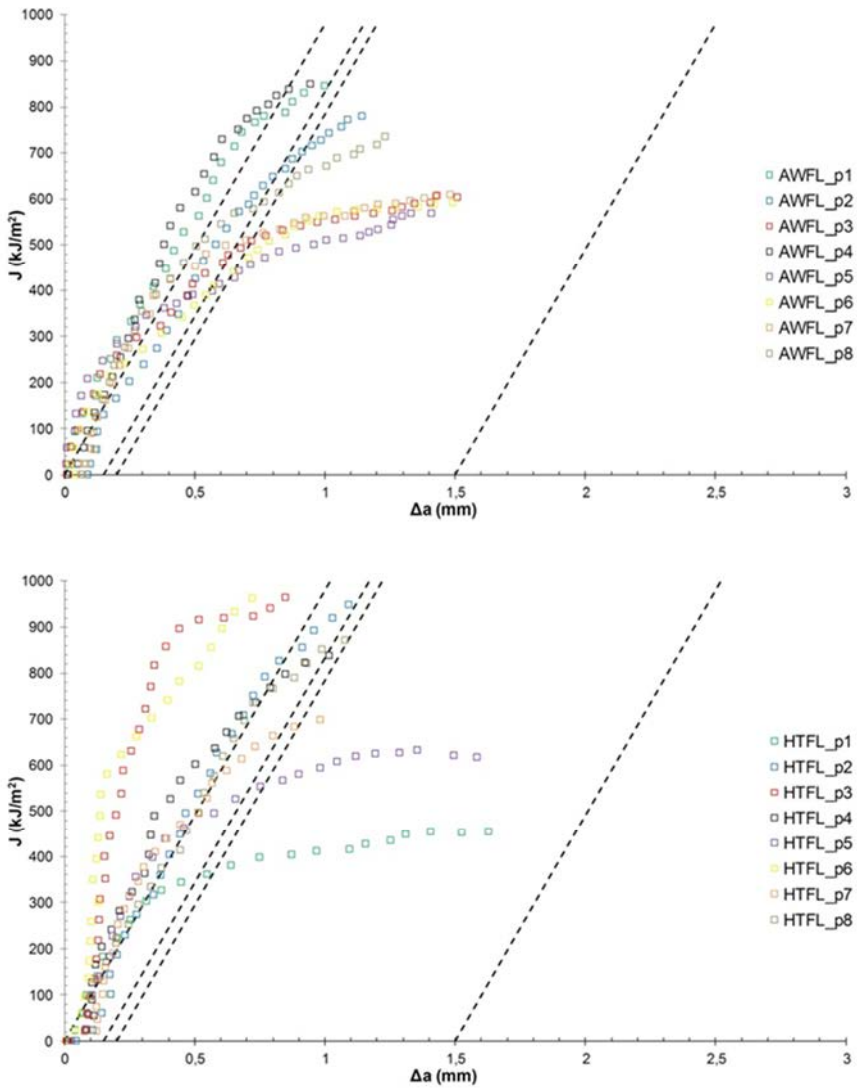 1000
900
800
700
600
500
400
300
200
100
0
J (kJ/m²)
0 0,5 1 1,5 2 2,5 3
Δa (mm)
AWFL_p1
AWFL_p2
AWFL_p3
AWFL_p4
AWFL_p5
AWFL_p6
AWFL_p7
AWFL_p8
1000
900
800
700
600
500
400
300
200
100
0
J (kJ/m²)
0 0,5 1 1,5 2 2,5 3
Δa (mm)
HTFL_p1
HTFL_p2
HTFL_p3
HTFL_p4
HTFL_p5
HTFL_p6
HTFL_p7
HTFL_p8